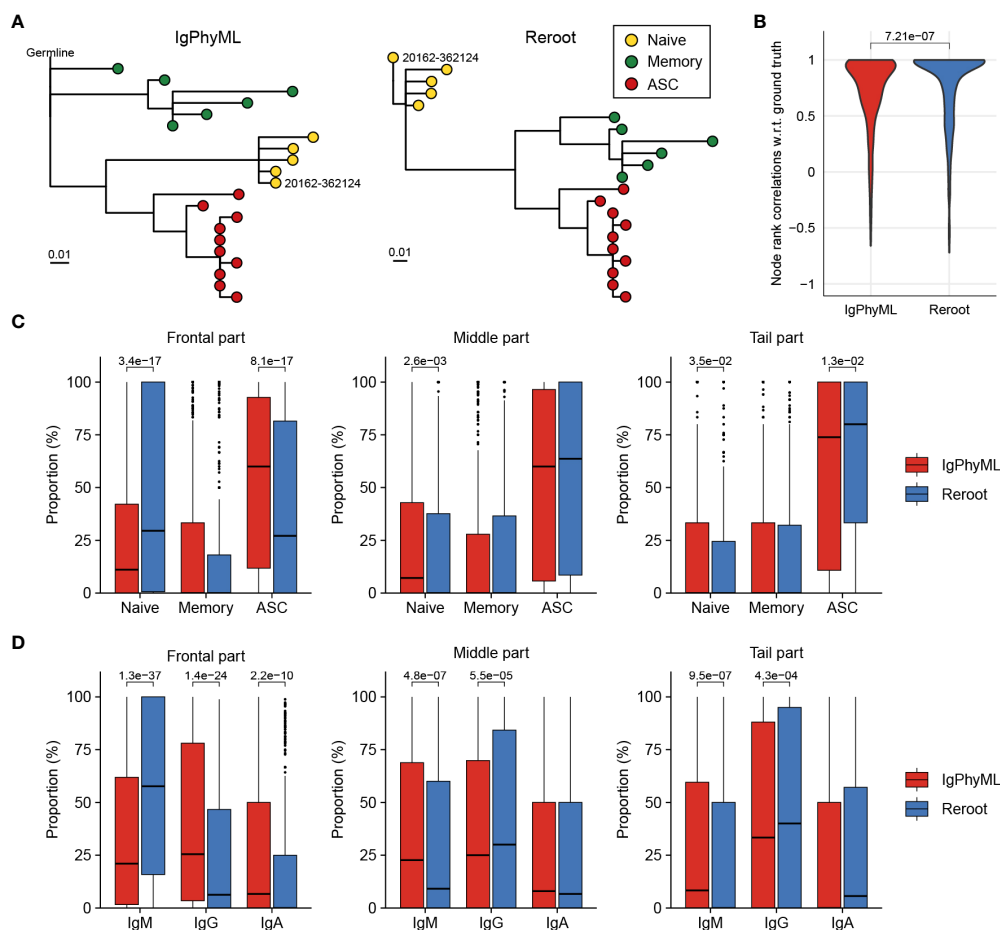 A
IgPhyML
Germline
20162-362124
0.01
Reroot
20162-362124
0.01
Naive
Memory
ASC
B
7.21e-07
Node rank correlations w.r.t. ground truth
1
0.5
0
−0.5
−1
IgPhyML Reroot
C
Frontal part
3.4e-17 8.1e-17
Proportion (%)
100
75
50
25
0
Naive Memory ASC
Middle part
2.6e-03
Proportion (%)
100
75
50
25
0
Naive Memory ASC
Tail part
3.5e-02 1.3e-02
Proportion (%)
100
75
50
25
0
Naive Memory ASC
IgPhyML
Reroot
D
Frontal part
1.3e-37 1.4e-24 2.2e-10
Proportion (%)
100
75
50
25
0
IgM IgG IgA
Middle part
4.8e-07 5.5e-05
Proportion (%)
100
75
50
25
0
IgM IgG IgA
Tail part
9.5e-07 4.3e-04
Proportion (%)
100
75
50
25
0
IgM IgG IgA
IgPhyML
Reroot